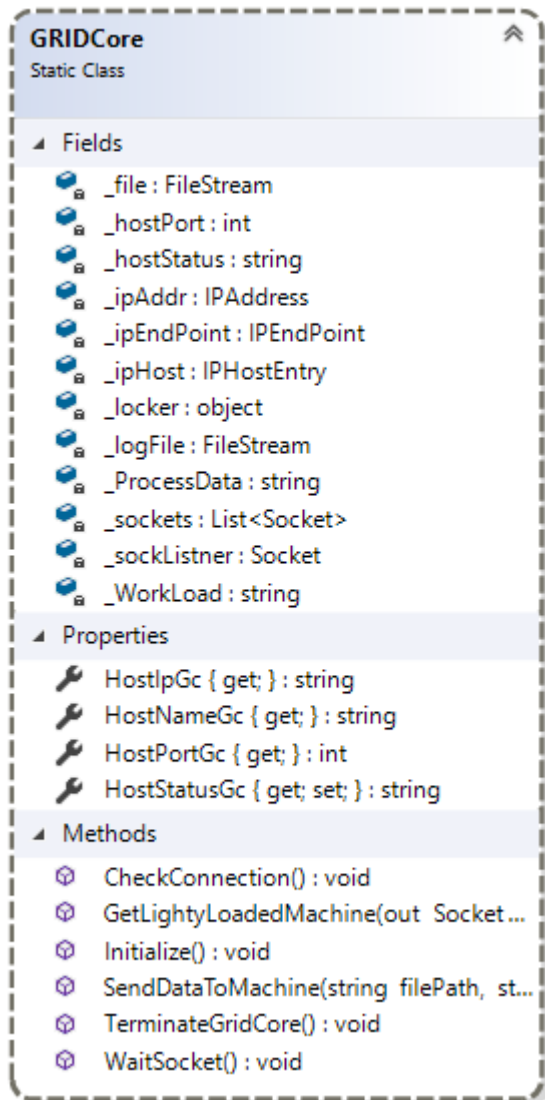 GRIDCore
Static Class
Fields
_file : FileStream
_hostPort : int
_hostStatus : string
_ipAddr : IPAddress
_ipEndPoint : IPEndPoint
_ipHost : IPHostEntry
_locker : object
_logFile : FileStream
_ProcessData : string
_sockets : List<Socket>
_sockListner : Socket
_WorkLoad : string
Properties
HostIpGc { get; } : string
HostNameGc { get; } : string
HostPortGc { get; } : int
HostStatusGc { get; set; } : string
Methods
CheckConnection() : void
GetLightyLoadedMachine(out Socket ...
Initialize() : void
SendDataToMachine(string filePath, st...
TerminateGridCore() : void
WaitSocket() : void